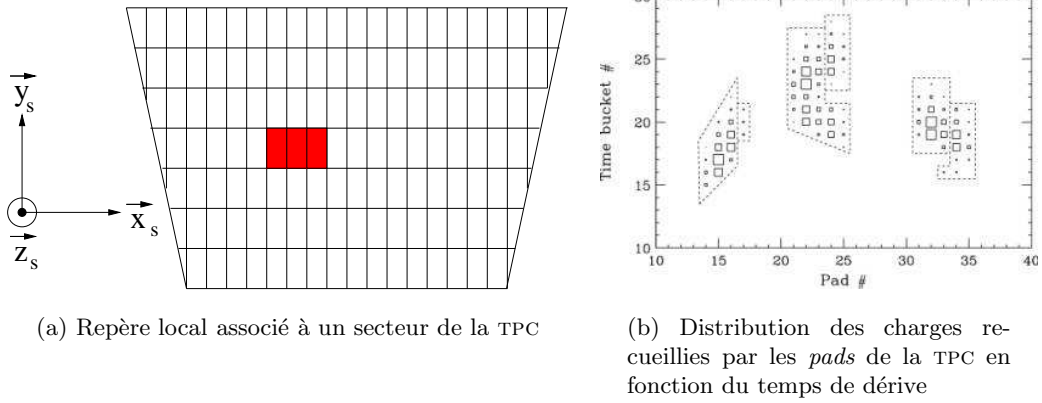 y_s
x_s
z_s
(a) Repère local associé à un secteur de la TPC
30
25
20
15
10
Time bucket #
10 15 20 25 30 35 40
Pad #
(b) Distribution des charges re-
cueillies par les pads de la TPC en
fonction du temps de dérive